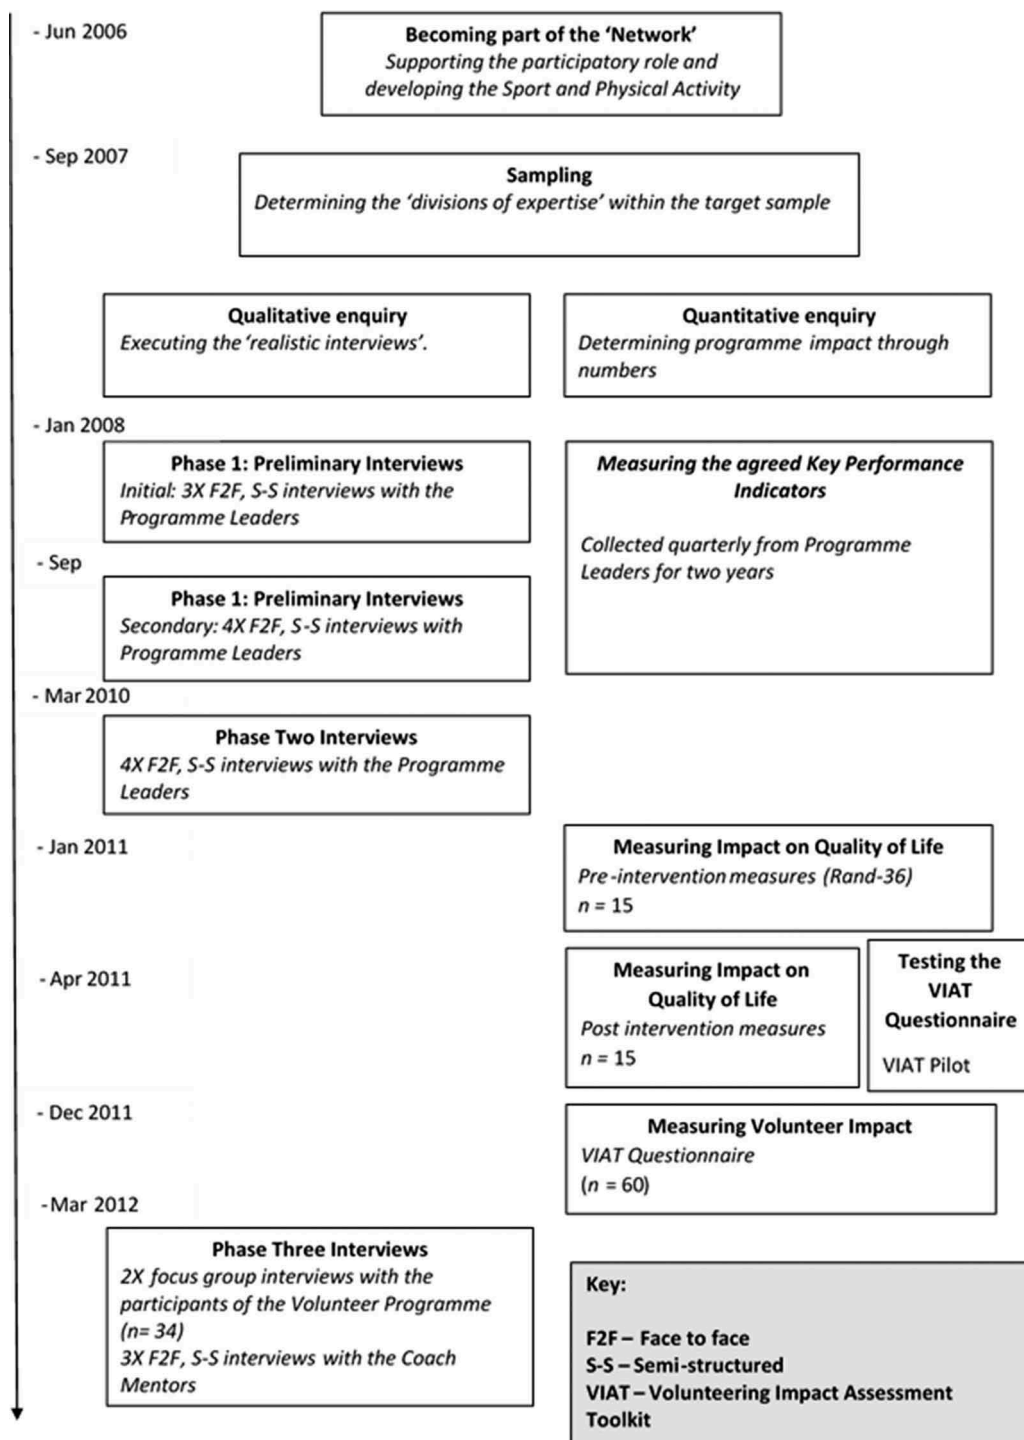 - Jun 2006
Becoming part of the ‘Network’
Supporting the participatory role and
developing the Sport and Physical Activity
- Sep 2007
Sampling
Determining the ‘divisions of expertise’ within the target sample
Qualitative enquiry
Executing the ‘realistic interviews’.
Quantitative enquiry
Determining programme impact through
numbers
- Jan 2008
Phase 1: Preliminary Interviews
Initial: 3X F2F, S-S interviews with the
Programme Leaders
Measuring the agreed Key Performance
Indicators
Collected quarterly from Programme
Leaders for two years
- Sep
Phase 1: Preliminary Interviews
Secondary: 4X F2F, S-S interviews with
Programme Leaders
- Mar 2010
Phase Two Interviews
4X F2F, S-S interviews with the Programme
Leaders
- Jan 2011
Measuring Impact on Quality of Life
Pre-intervention measures (Rand-36)
n = 15
- Apr 2011
Measuring Impact on
Quality of Life
Post intervention measures
n = 15
Testing the
VIAT
Questionnaire
VIAT Pilot
- Dec 2011
Measuring Volunteer Impact
VIAT Questionnaire
(n = 60)
- Mar 2012
Phase Three Interviews
2X focus group interviews with the
participants of the Volunteer Programme
(n= 34)
3X F2F, S-S interviews with the Coach
Mentors
Key:
F2F – Face to face
S-S – Semi-structured
VIAT – Volunteering Impact Assessment
Toolkit